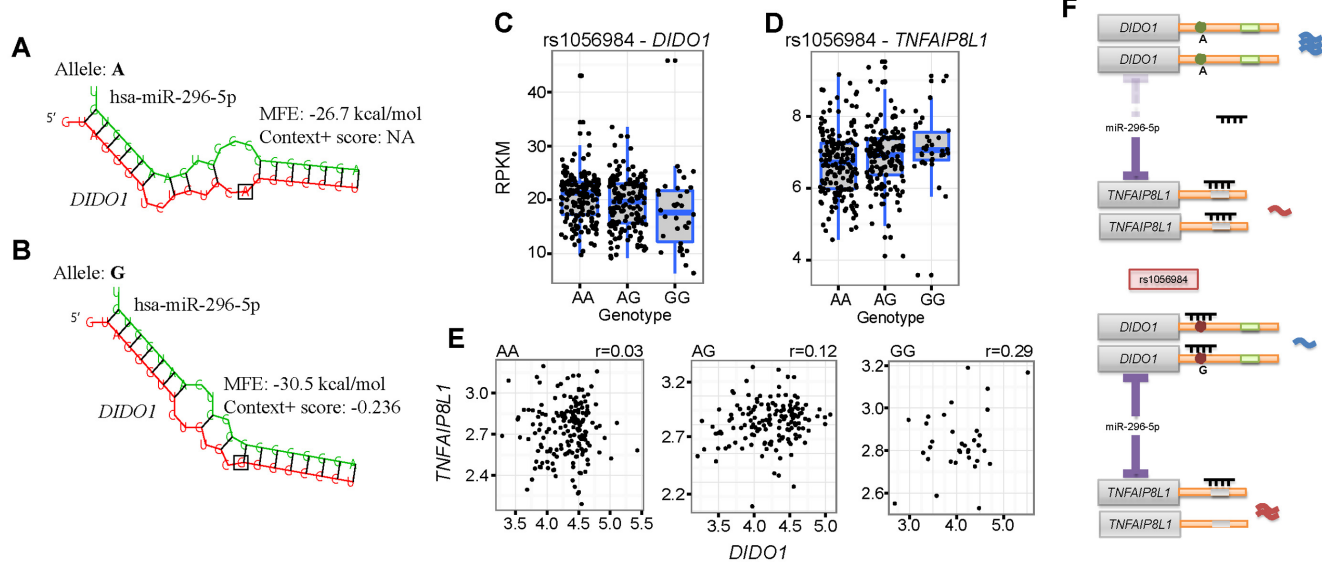 A
Allele: A
hsa-miR-296-5p
5'
MFE: -26.7 kcal/mol
Context+ score: NA
DIDO1
B
Allele: G
hsa-miR-296-5p
5'
MFE: -30.5 kcal/mol
Context+ score: -0.236
DIDO1
C
rs1056984 - DIDO1
RPKM
40
30
20
10
AA AG GG
Genotype
D
rs1056984 - TNFAIP8L1
8
6
4
AA AG GG
Genotype
E
AA r=0.03
AG r=0.12
GG r=0.29
TNFAIP8L1
3.0
2.7
2.4
3.5 4.0 4.5 5.0 5.5
3.2
2.7
2.2
3.5 4.0 4.5 5.0
3.2
3.0
2.8
2.6
3.0 4.0 5.0
DIDO1
F
DIDO1
A
DIDO1
A
miR-296-5p
TNFAIP8L1
TNFAIP8L1
rs1056984
DIDO1
DIDO1
G
miR-296-5p
TNFAIP8L1
TNFAIP8L1